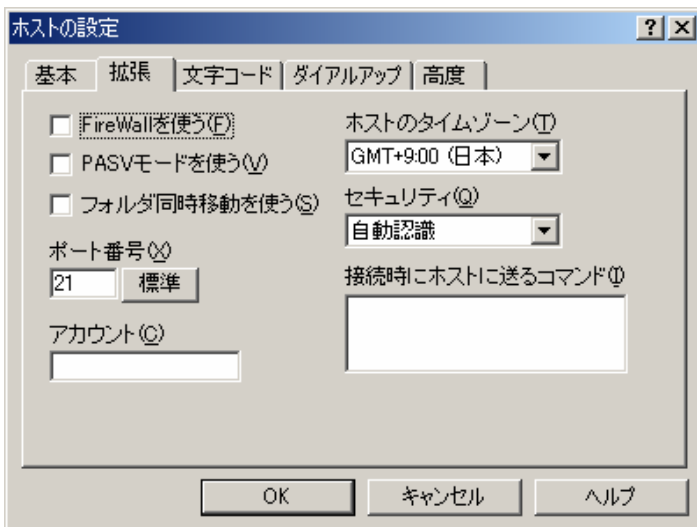 ホストの設定
基本 拡張 文字コード ダイアルアップ 高度
FireWallを使う(F)
PASVモードを使う(V)
フォルダ同時移動を使う(S)
ポート番号(X)
21 標準
アカウント(C)
ホストのタイムゾーン(T)
GMT+9:00 (日本)
セキュリティ(Q)
自動認識
接続時にホストに送るコマンド(I)
OK キャンセル ヘルプ